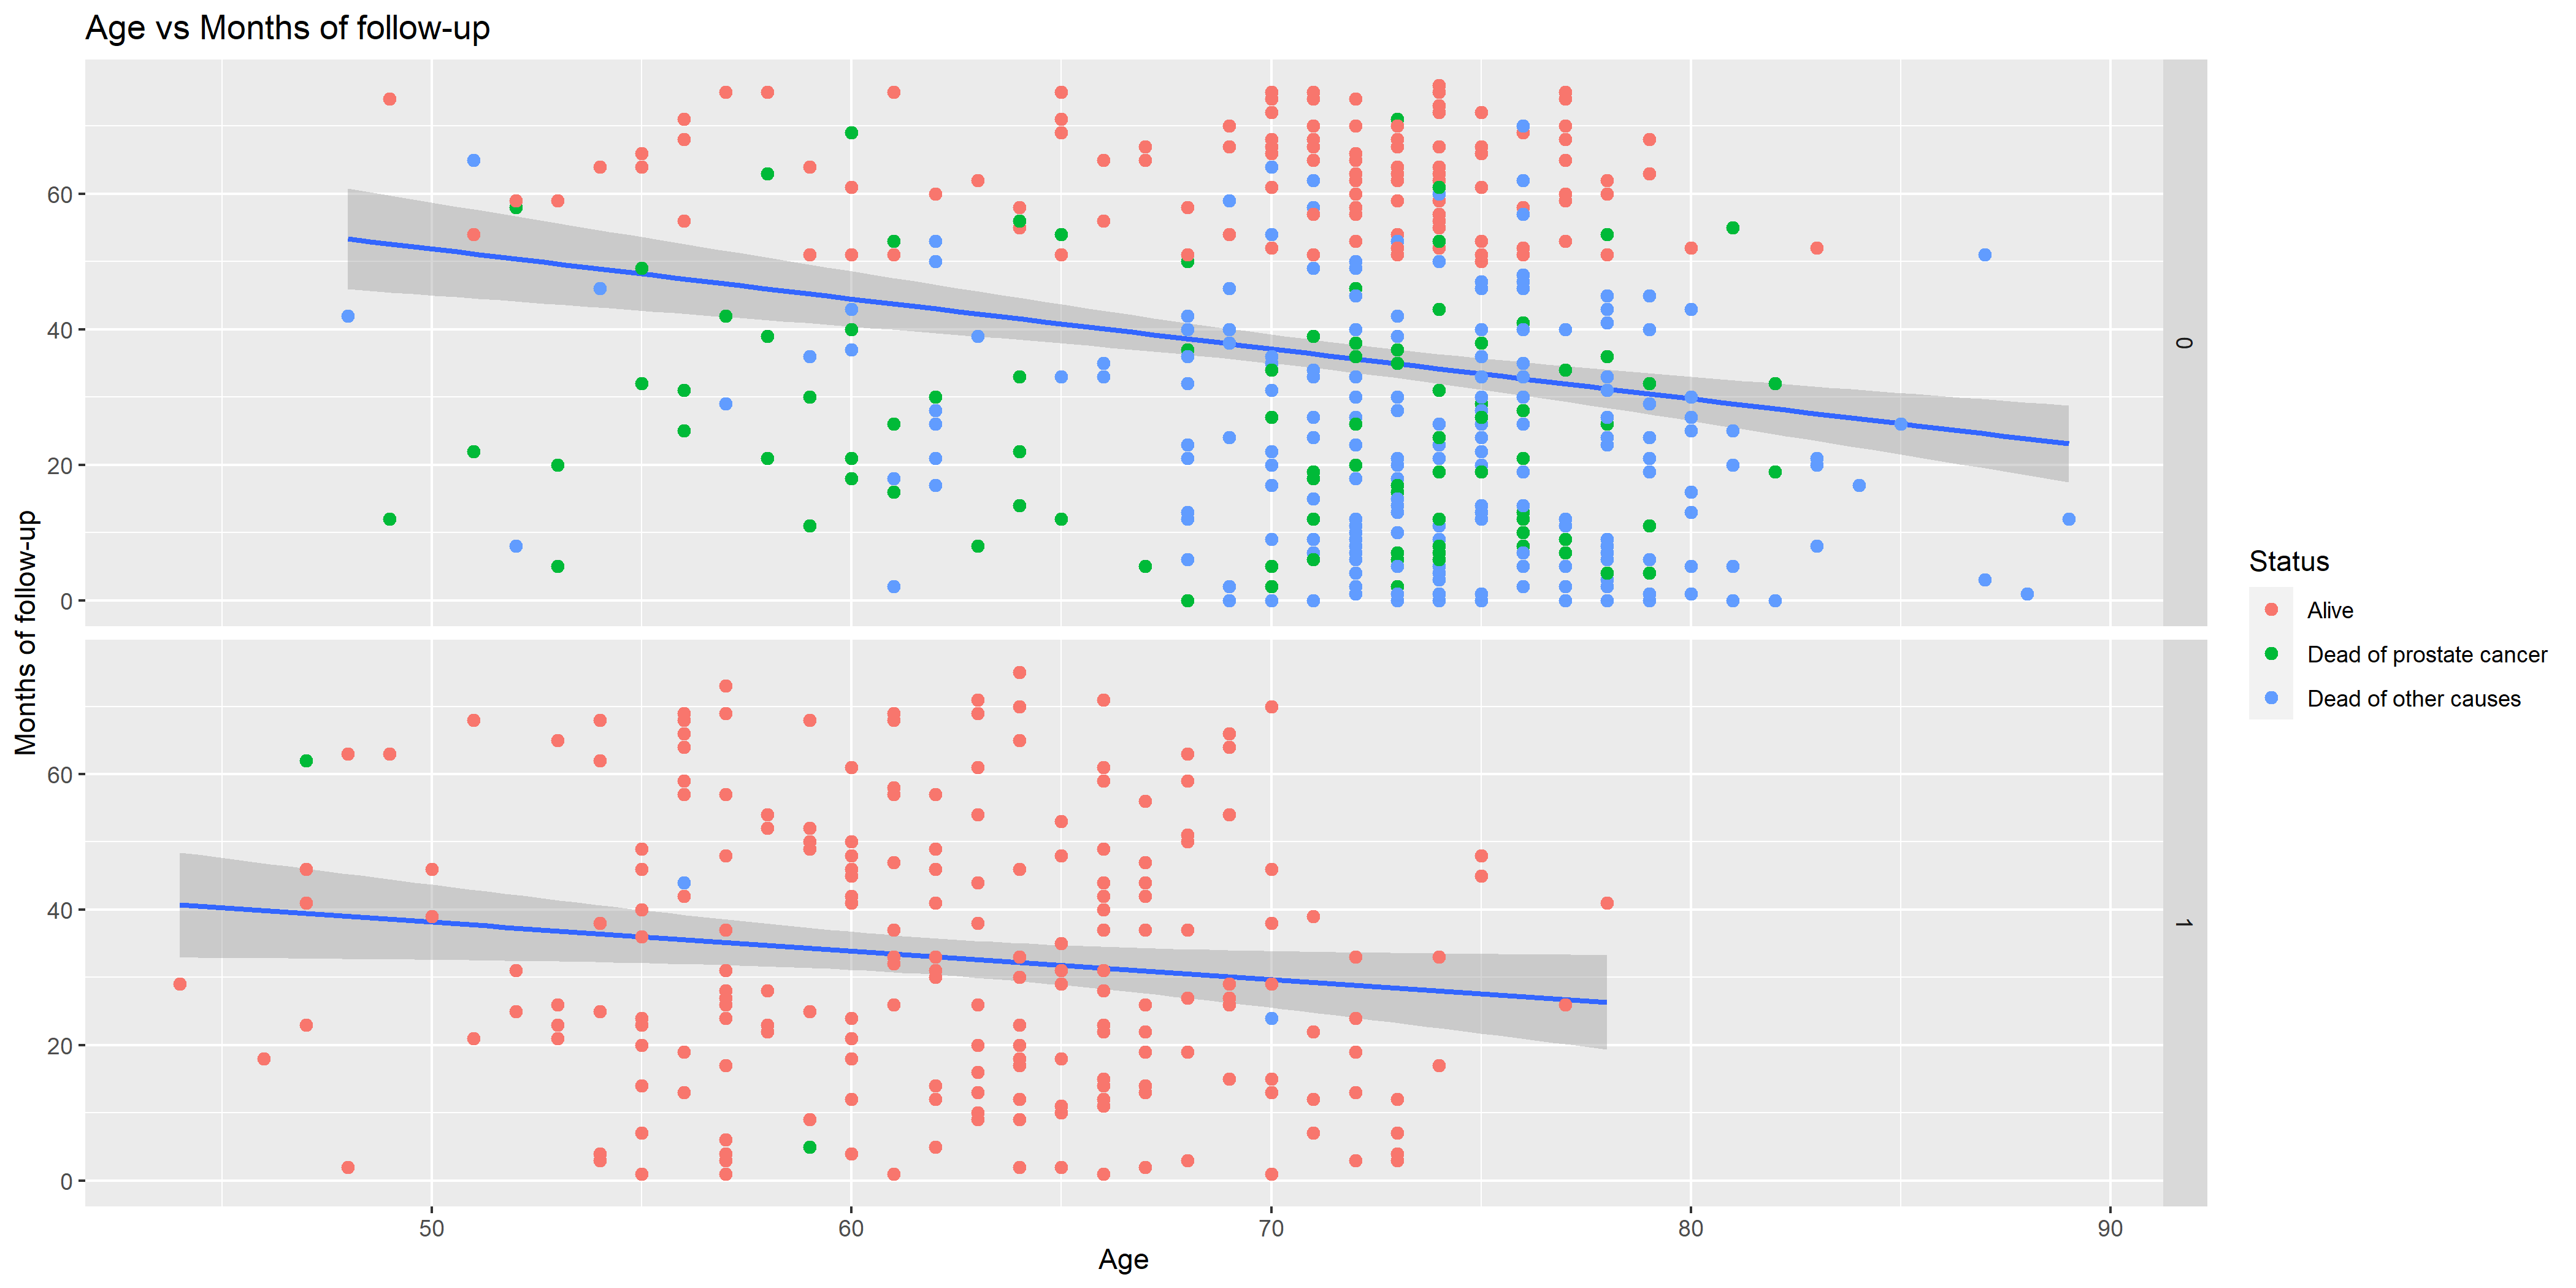 Age vs Months of follow-up
Months of follow-up
60
40
20
0
0
60
40
20
0
1
50 60 70 80 90
Age
Status
Alive
Dead of prostate cancer
Dead of other causes